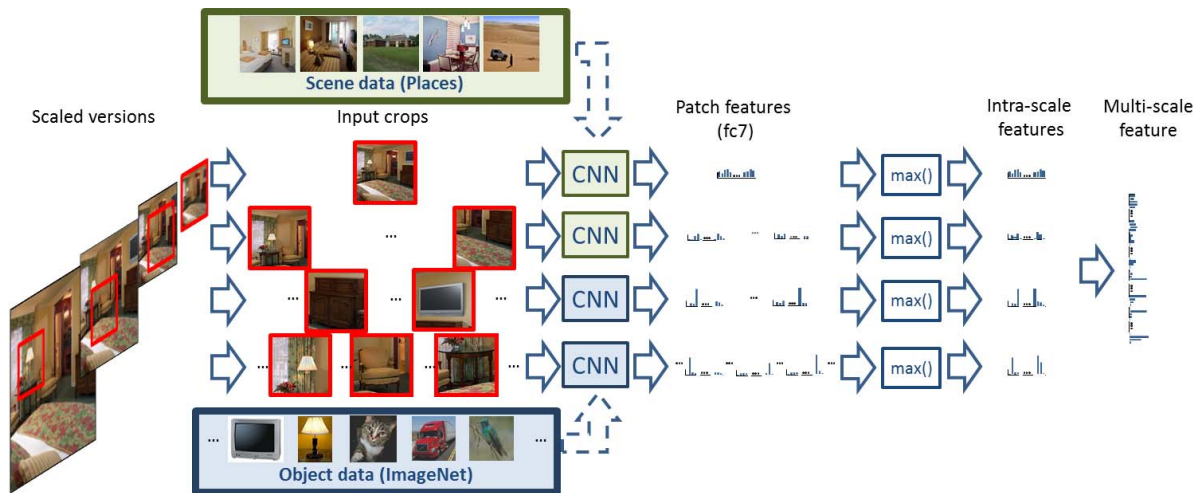 Scene data (Places)
Scaled versions
Input crops
Patch features
(fc7)
Intra-scale
features
Multi-scale
feature
CNN
max()
...
CNN
...
max()
...
...
...
CNN
...
max()
...
...
CNN
...
...
...
...
max()
...
...
Object data (ImageNet)